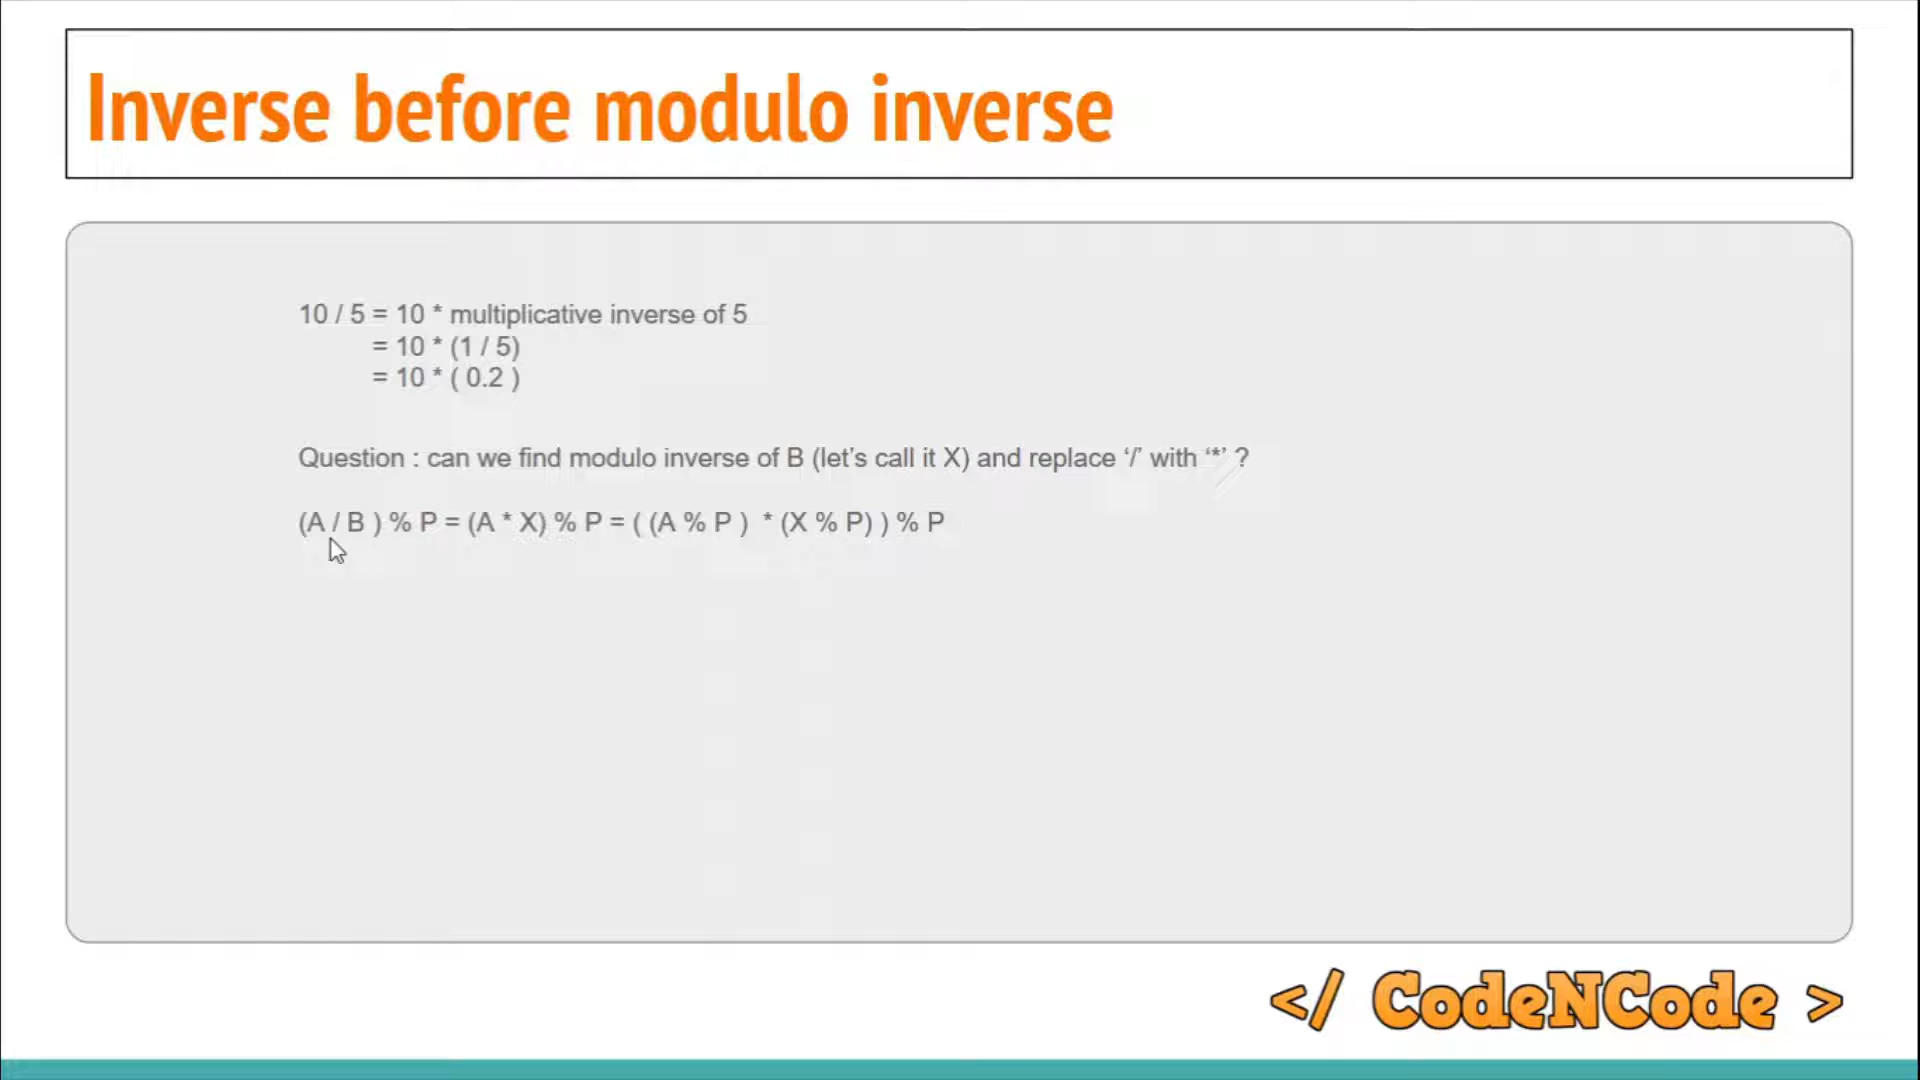 Inverse before modulo inverse
10 / 5 = 10 * multiplicative inverse of 5
= 10 * (1 / 5)
= 10 * ( 0.2 )
Question : can we find modulo inverse of B (let’s call it X) and replace ‘/’ with ‘*’ ?
(A / B ) % P = (A * X) % P = ( (A % P ) * (X % P) ) % P
</ CodeNCode >